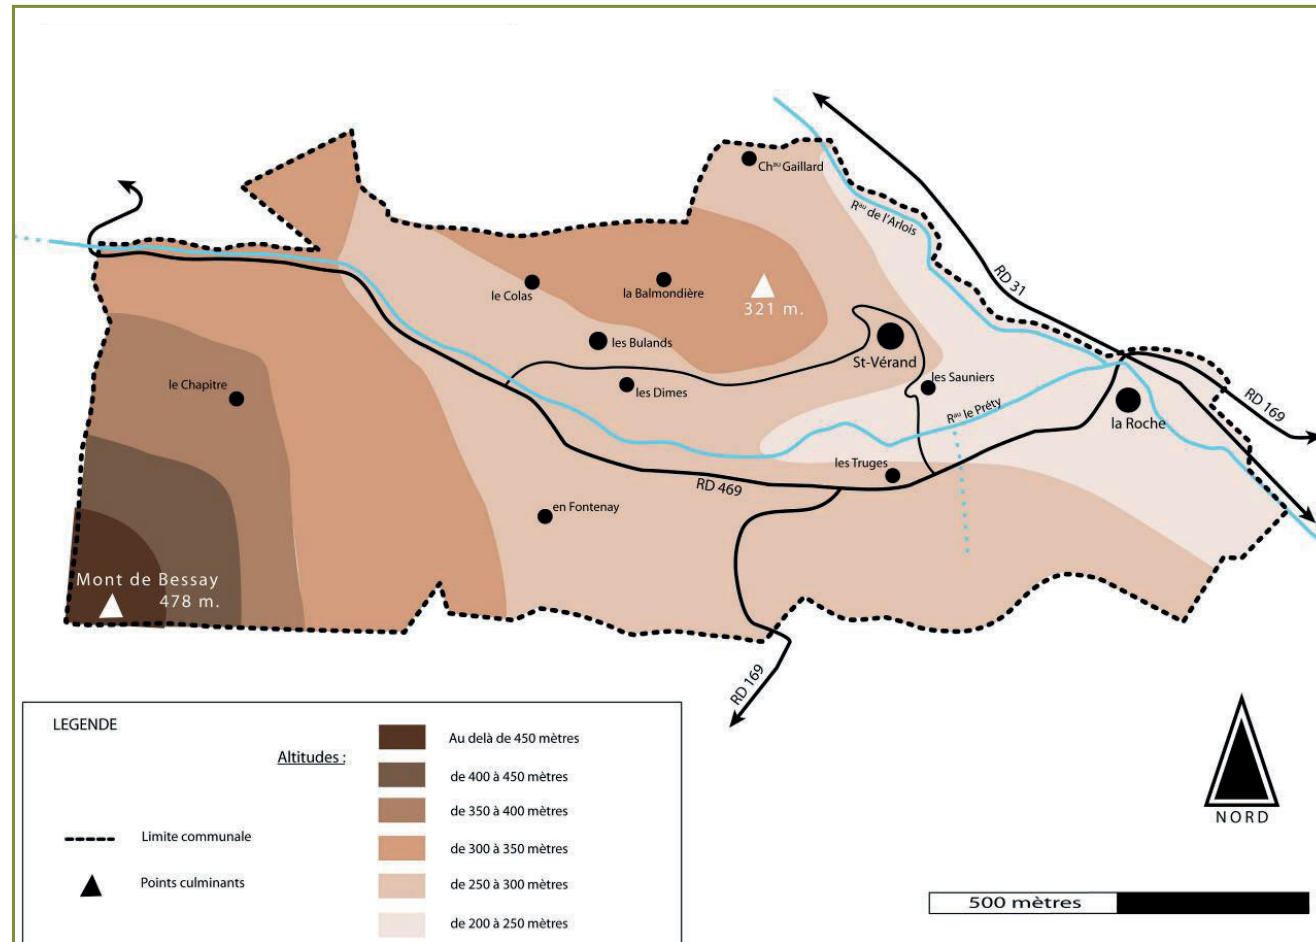 Chau Gaillard
Rau de l'Arlois
RD 31
le Colas
la Balmondière
321 m.
les Bulands
St-Vérand
le Chapitre
les Dimes
les Sauniers
Rau le Préty
la Roche
RD 169
les Truges
RD 469
en Fontenay
Mont de Bessay
478 m.
RD 169
LEGENDE
Altitudes :
Au delà de 450 mètres
de 400 à 450 mètres
de 350 à 400 mètres
Limite communale
de 300 à 350 mètres
Points culminants
de 250 à 300 mètres
de 200 à 250 mètres
NORD
500 mètres